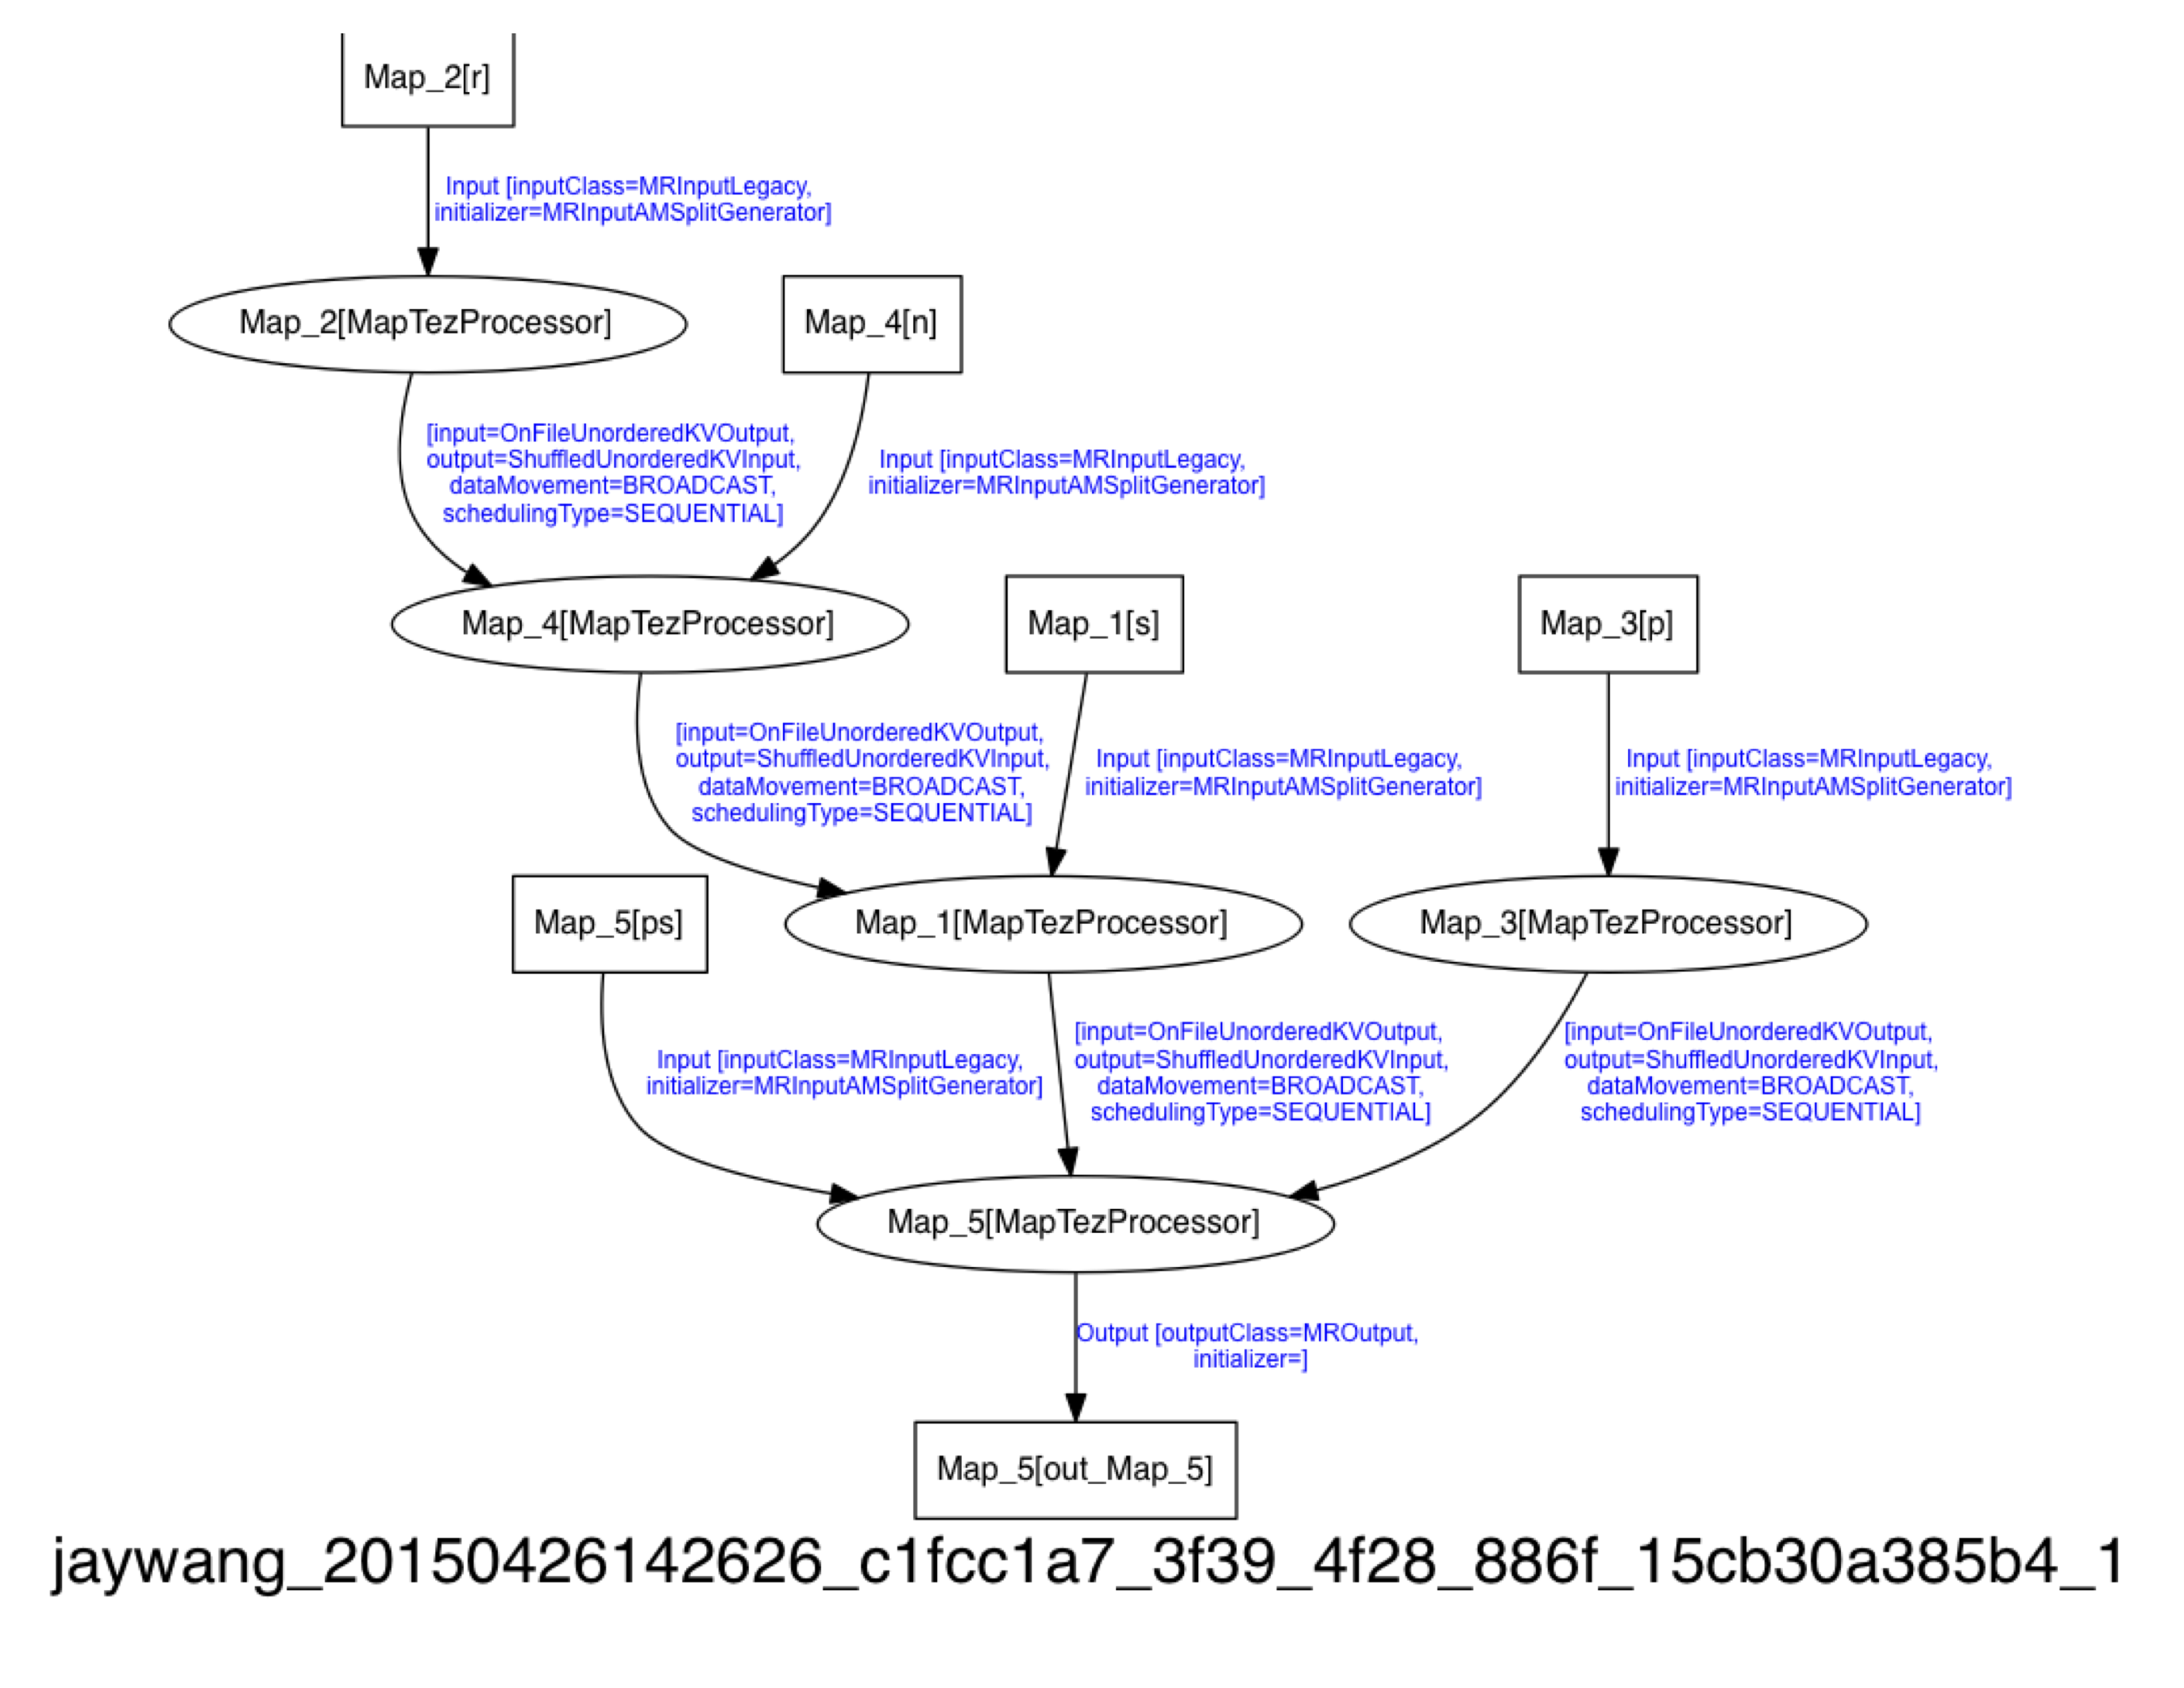 Map_2[r]
Input [inputClass=MRInputLegacy,
initializer=MRInputAMSplitGenerator]
Map_2[MapTezProcessor]
Map_4[n]
[input=OnFileUnorderedKVOutput,
output=ShuffledUnorderedKVInput,
dataMovement=BROADCAST,
schedulingType=SEQUENTIAL]
Input [inputClass=MRInputLegacy,
initializer=MRInputAMSplitGenerator]
Map_4[MapTezProcessor]
Map_1[s]
Map_3[p]
[input=OnFileUnorderedKVOutput,
output=ShuffledUnorderedKVInput,
dataMovement=BROADCAST,
schedulingType=SEQUENTIAL]
Input [inputClass=MRInputLegacy,
initializer=MRInputAMSplitGenerator]
Input [inputClass=MRInputLegacy,
initializer=MRInputAMSplitGenerator]
Map_5[ps]
Map_1[MapTezProcessor]
Map_3[MapTezProcessor]
Input [inputClass=MRInputLegacy,
initializer=MRInputAMSplitGenerator]
[input=OnFileUnorderedKVOutput,
output=ShuffledUnorderedKVInput,
dataMovement=BROADCAST,
schedulingType=SEQUENTIAL]
[input=OnFileUnorderedKVOutput,
output=ShuffledUnorderedKVInput,
dataMovement=BROADCAST,
schedulingType=SEQUENTIAL]
Map_5[MapTezProcessor]
Output [outputClass=MROutput,
initializer=]
Map_5[out_Map_5]
jaywang_20150426142626_c1fcc1a7_3f39_4f28_886f_15cb30a385b4_1